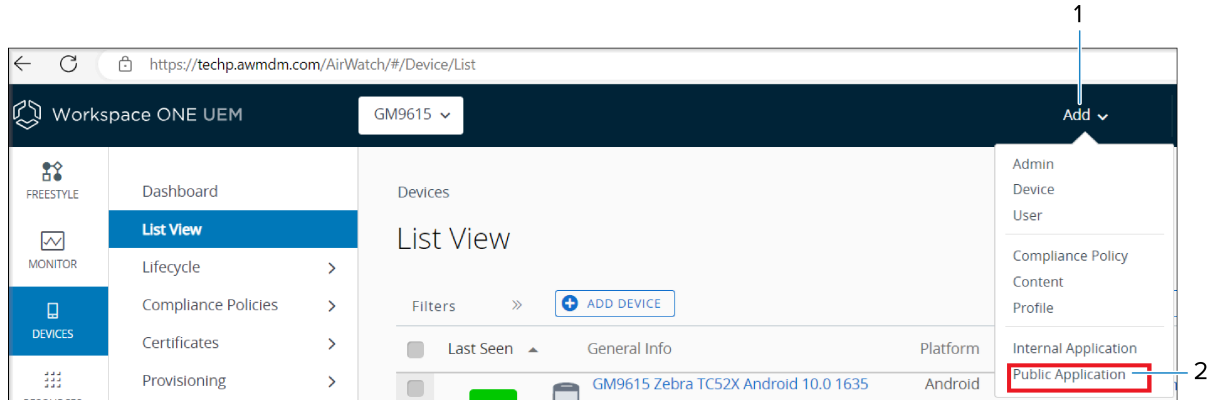 1
https://techp.awmdm.com/AirWatch/#/Device/List
Workspace ONE UEM
GM9615
Add
FREESTYLE
MONITOR
DEVICES
Dashboard
List View
Lifecycle
Compliance Policies
Certificates
Provisioning
Devices
List View
Filters
ADD DEVICE
Last Seen
General Info
Platform
GM9615 Zebra TC52X Android 10.0 1635
Android
Admin
Device
User
Compliance Policy
Content
Profile
Internal Application
Public Application
2